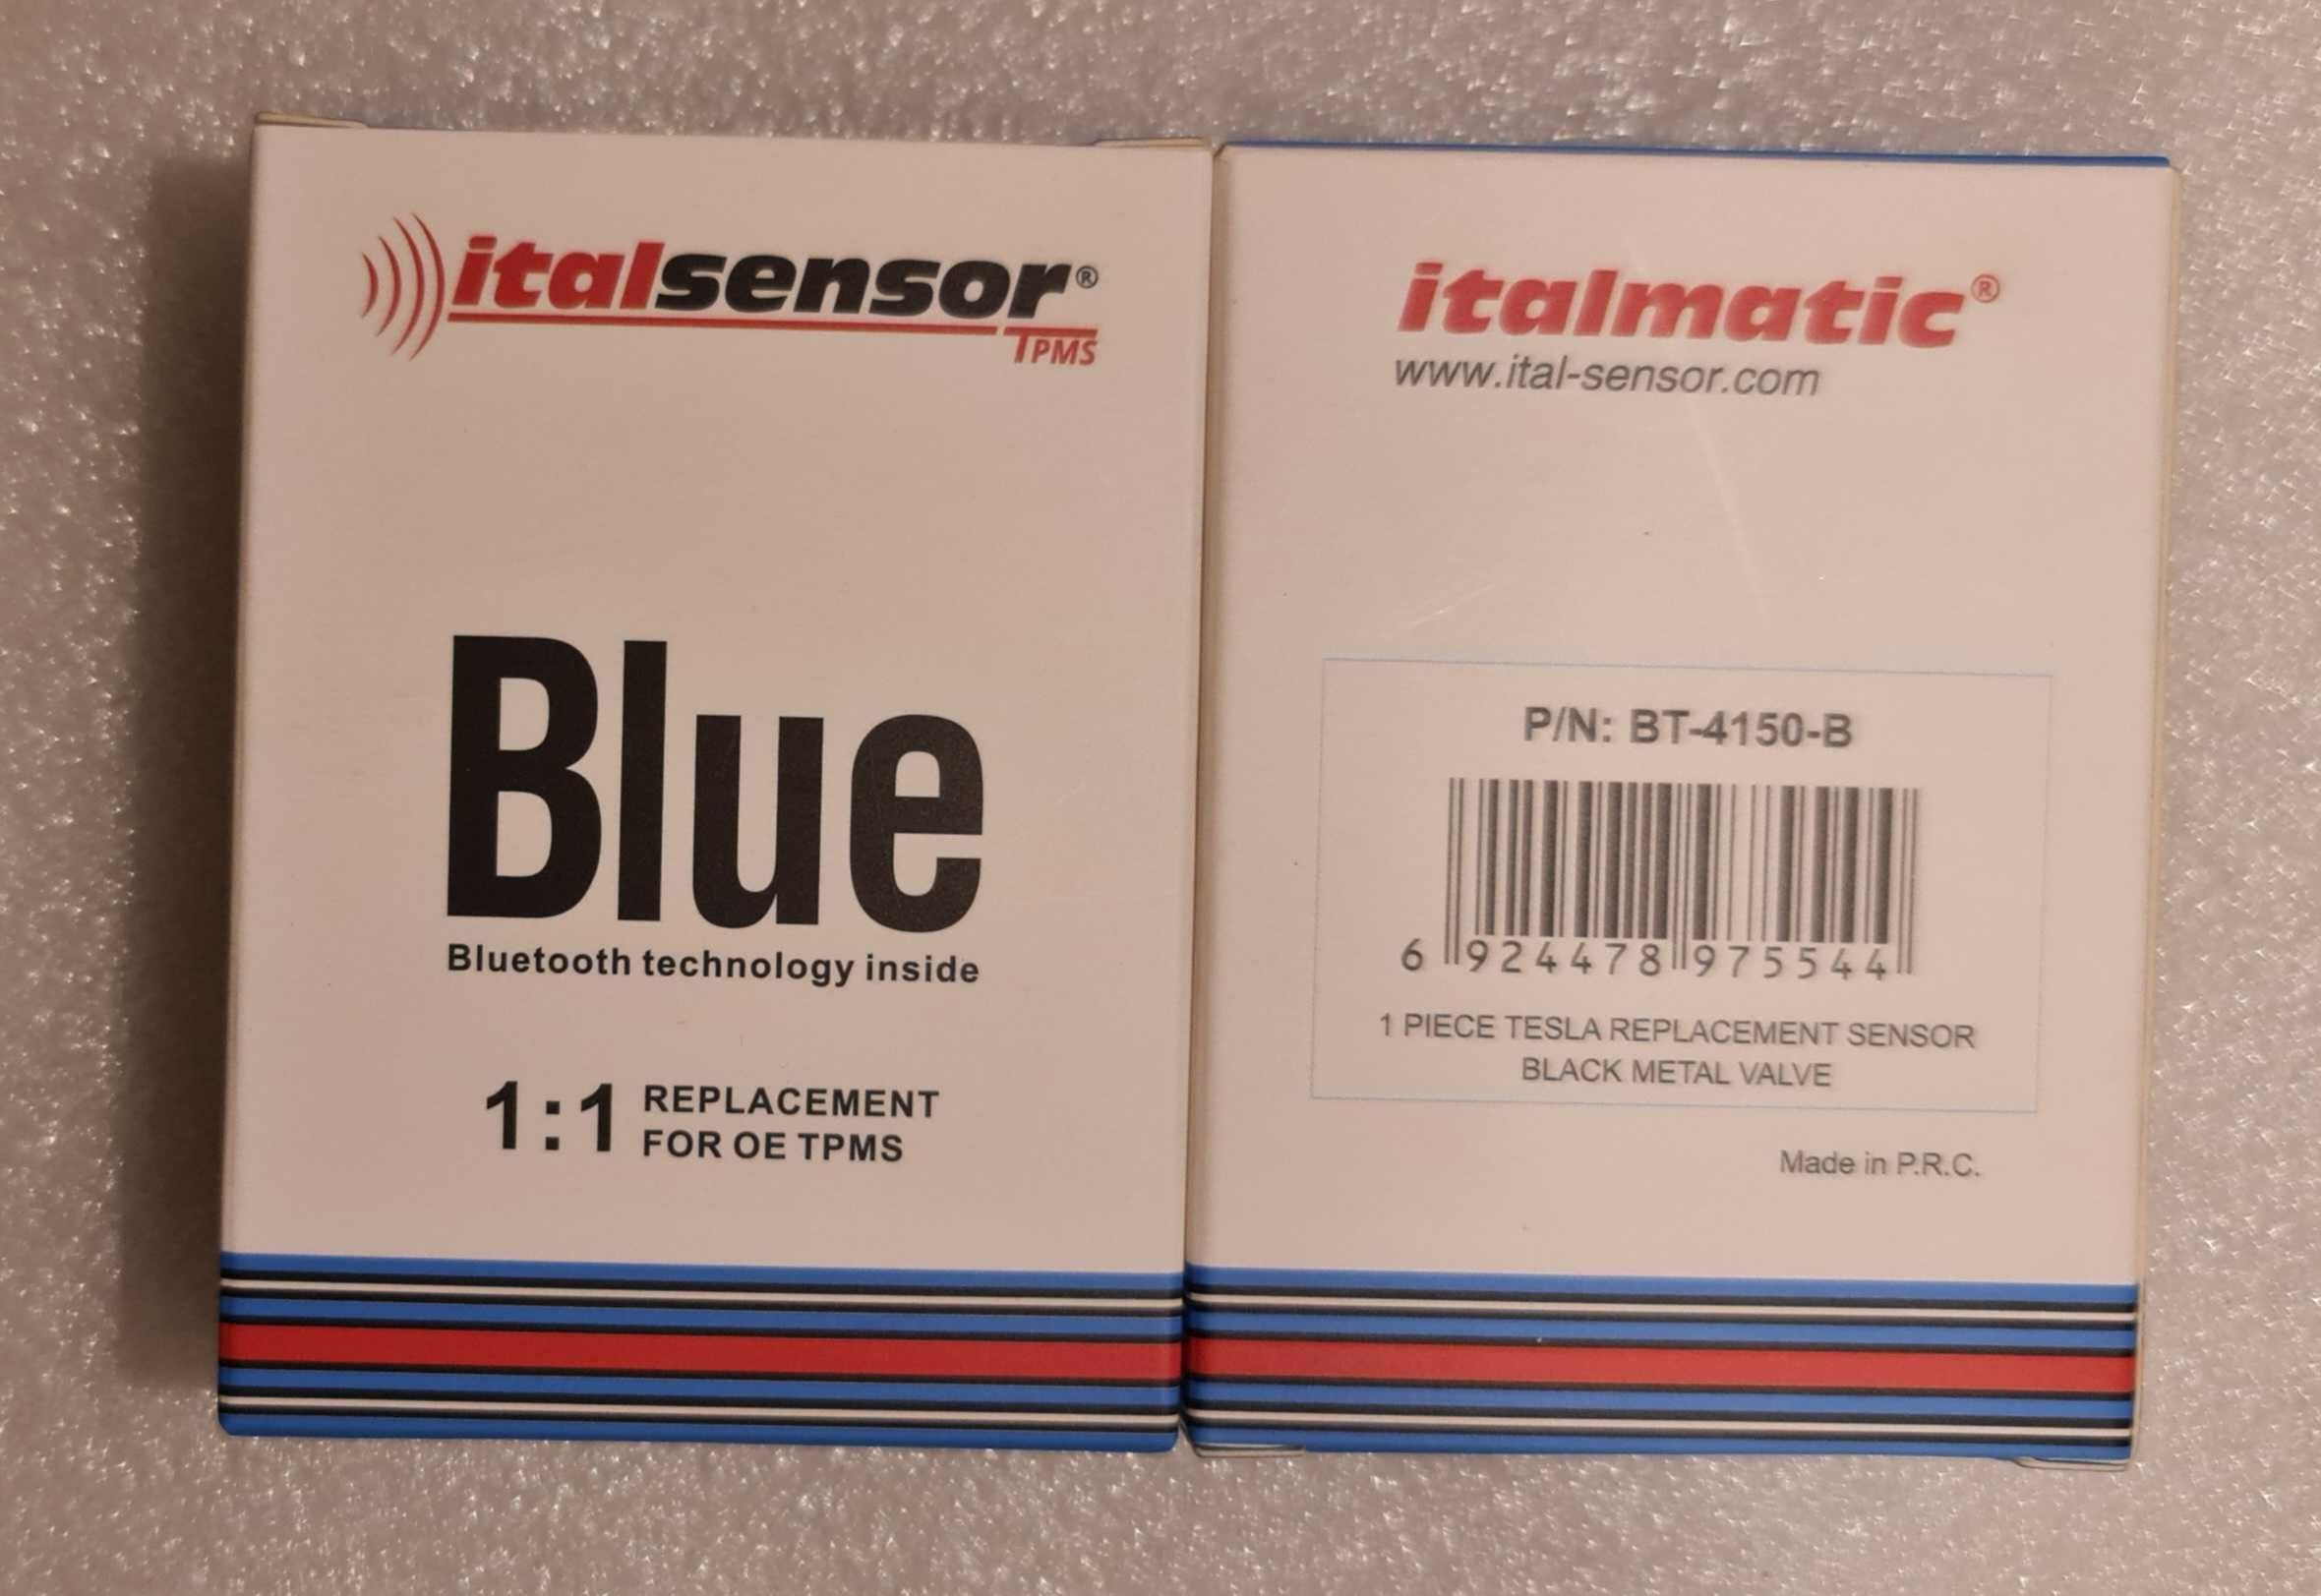 italsensor®
TPMS
Blue
Bluetooth technology inside
1:1 REPLACEMENT
FOR OE TPMS
italmatic®
www.ital-sensor.com
P/N: BT-4150-B
6 924478 975544
1 PIECE TESLA REPLACEMENT SENSOR
BLACK METAL VALVE
Made in P.R.C.